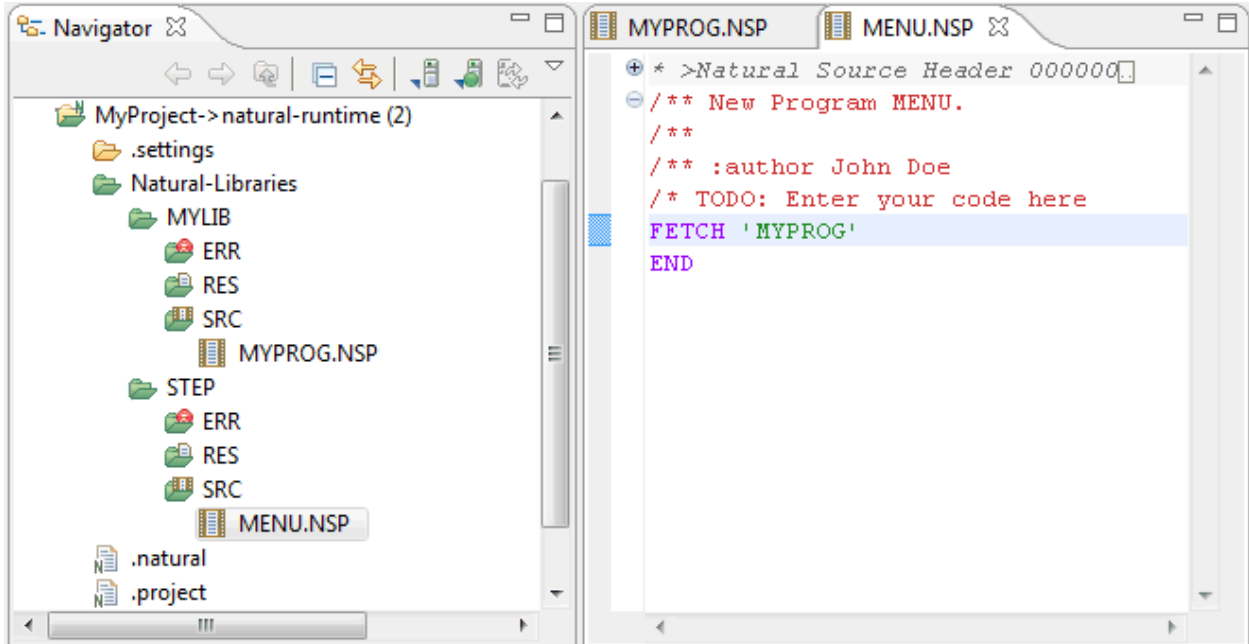 Navigator
MyProject->natural-runtime (2)
.settings
Natural-Libraries
MYLIB
ERR
RES
SRC
MYPROG.NSP
STEP
ERR
RES
SRC
MENU.NSP
.natural
.project
MYPROG.NSP
MENU.NSP
* >Natural Source Header 000000..
/** New Program MENU.
/**
/** :author John Doe
/* TODO: Enter your code here
FETCH 'MYPROG'
END